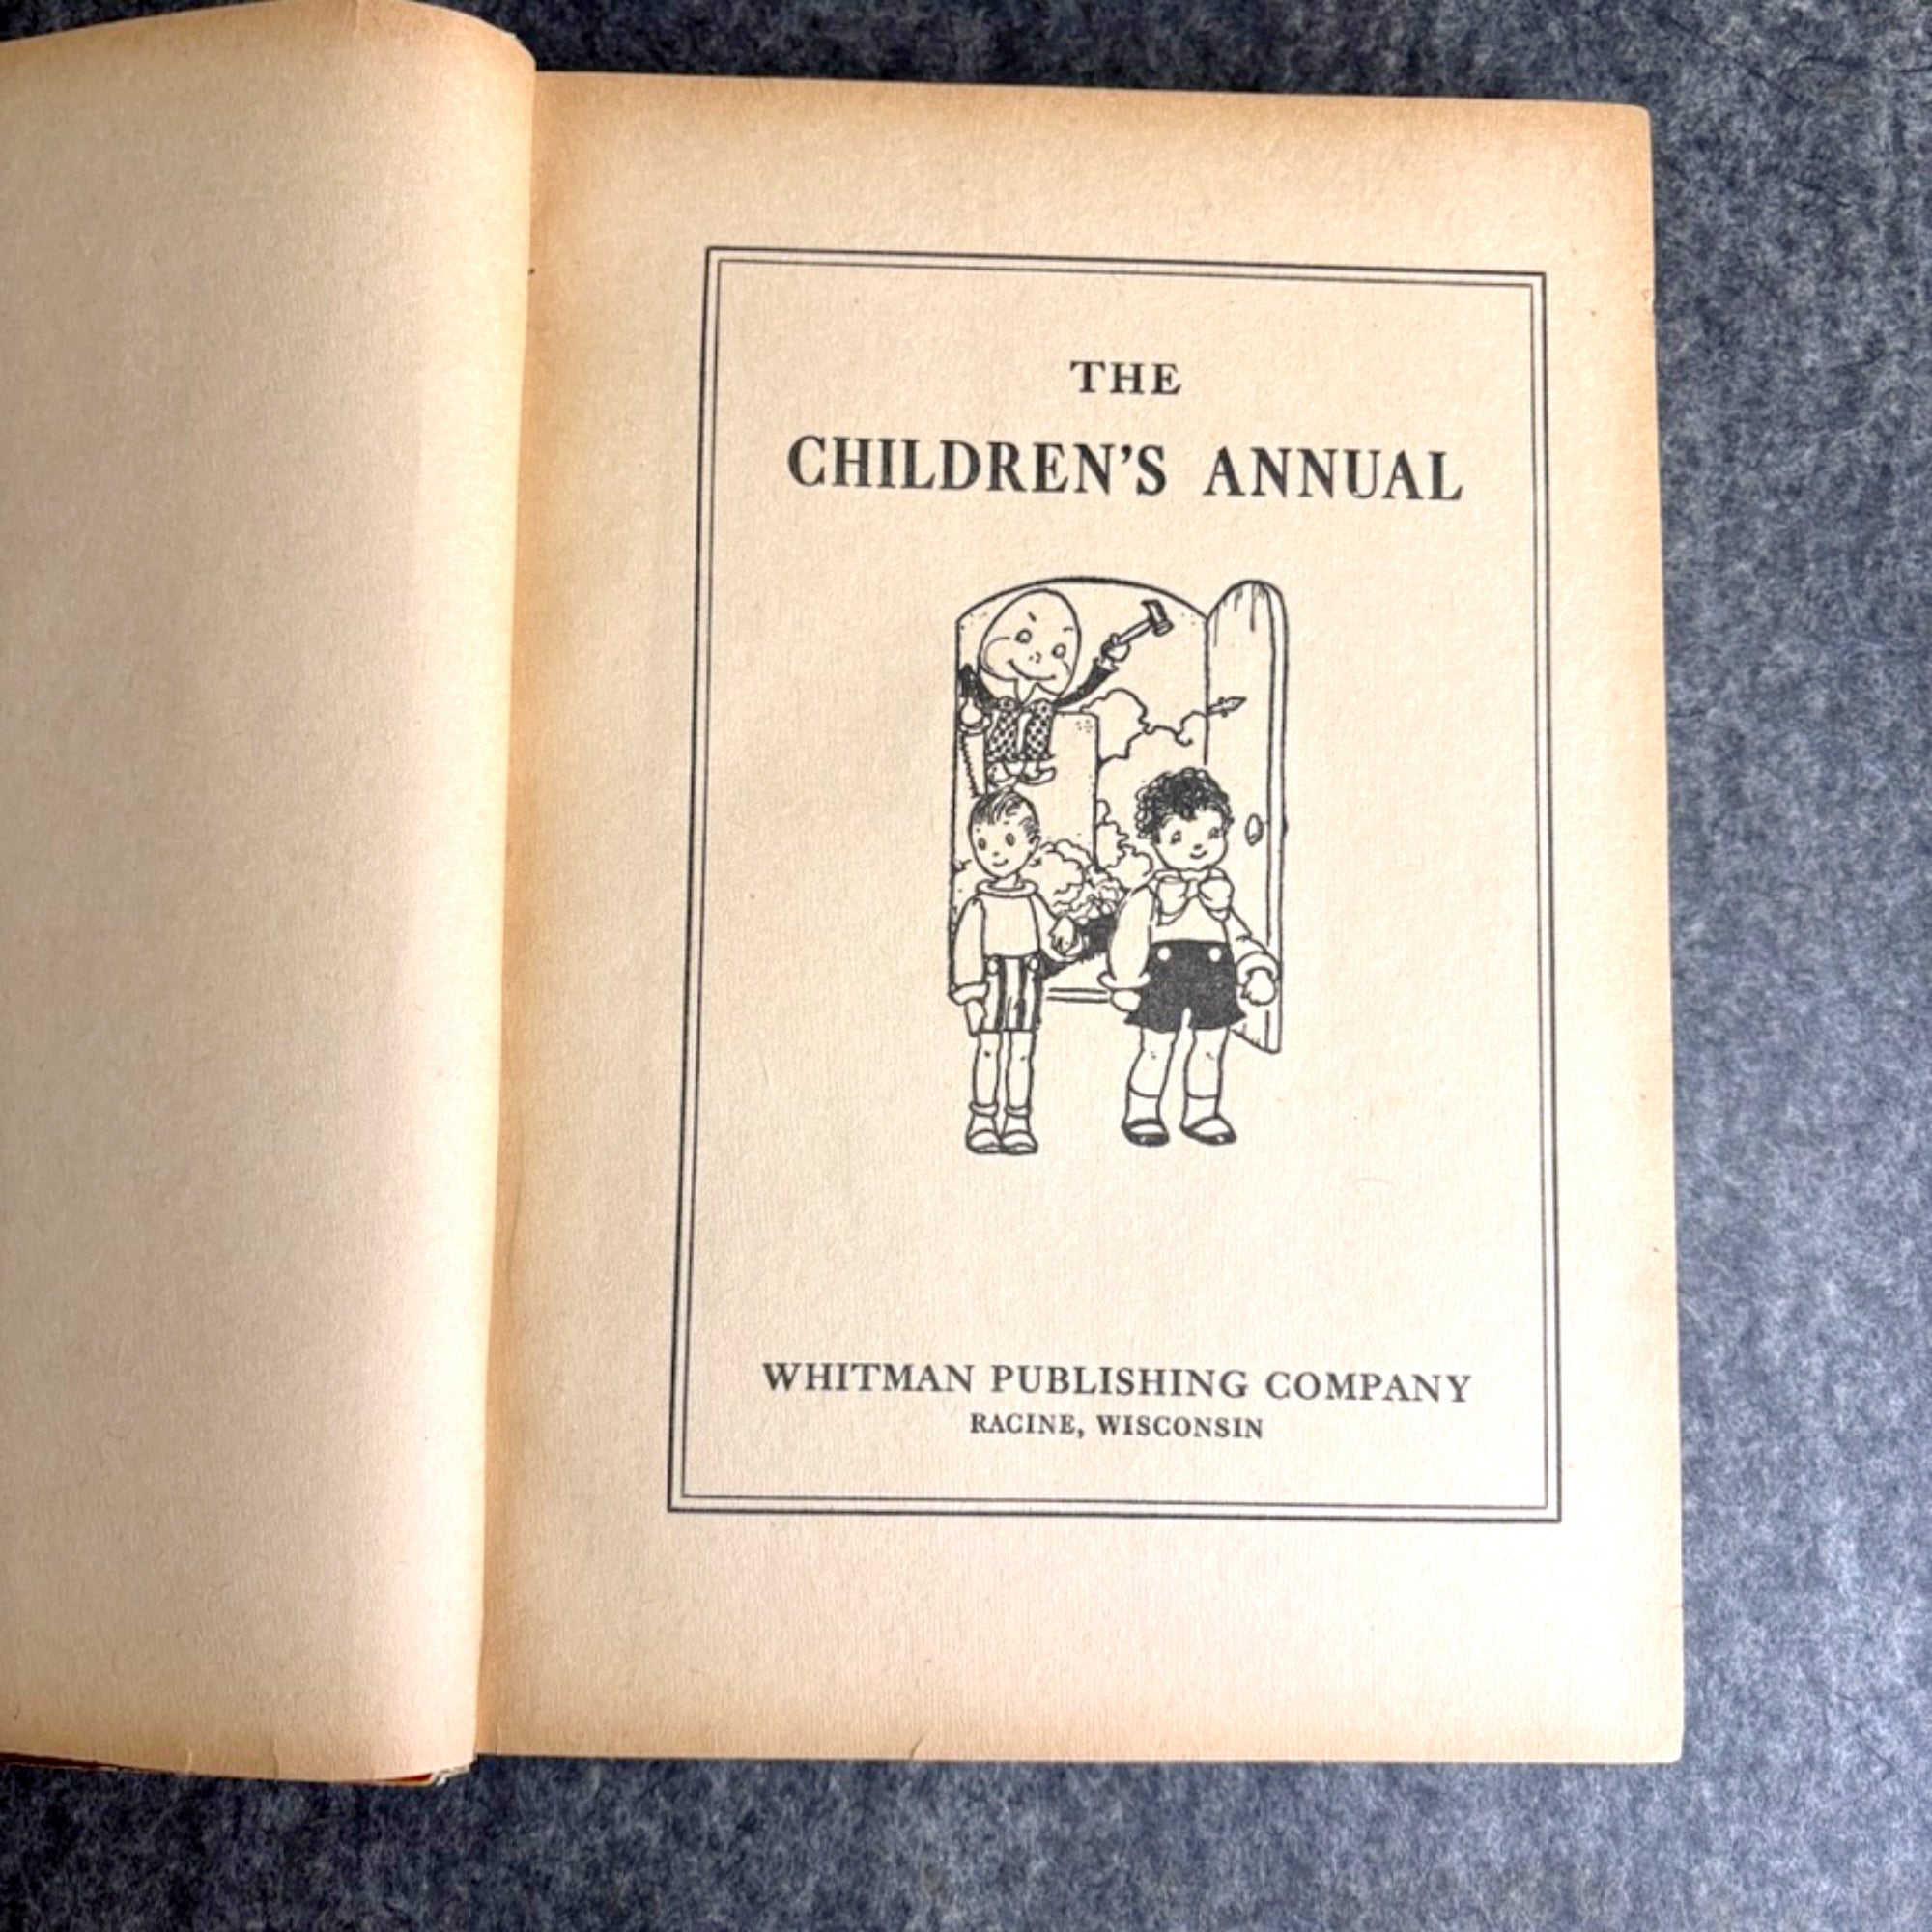 THE
CHILDREN'S ANNUAL
WHITMAN PUBLISHING COMPANY
RACINE, WISCONSIN